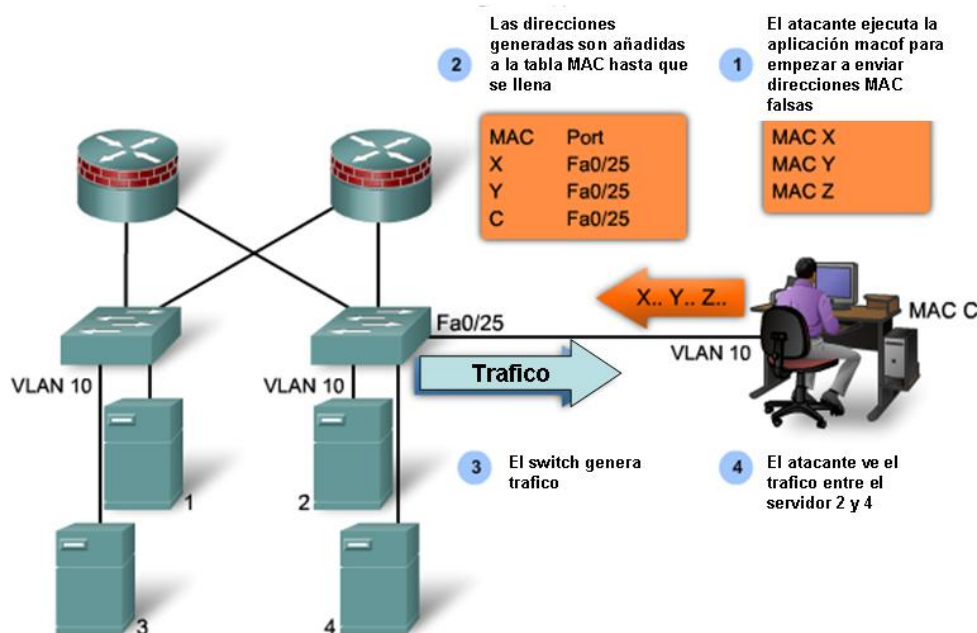 2
Las direcciones
generadas son añadidas
a la tabla MAC hasta que
se llena
1
El atacante ejecuta la
aplicación macof para
empezar a enviar
direcciones MAC
falsas
MAC Port
X Fa0/25
Y Fa0/25
C Fa0/25
MAC X
MAC Y
MAC Z
X.. Y.. Z..
MAC C
Fa0/25
VLAN 10
VLAN 10
VLAN 10
Trafico
1
2
3
4
3
El switch genera
trafico
4
El atacante ve el
trafico entre el
servidor 2 y 4